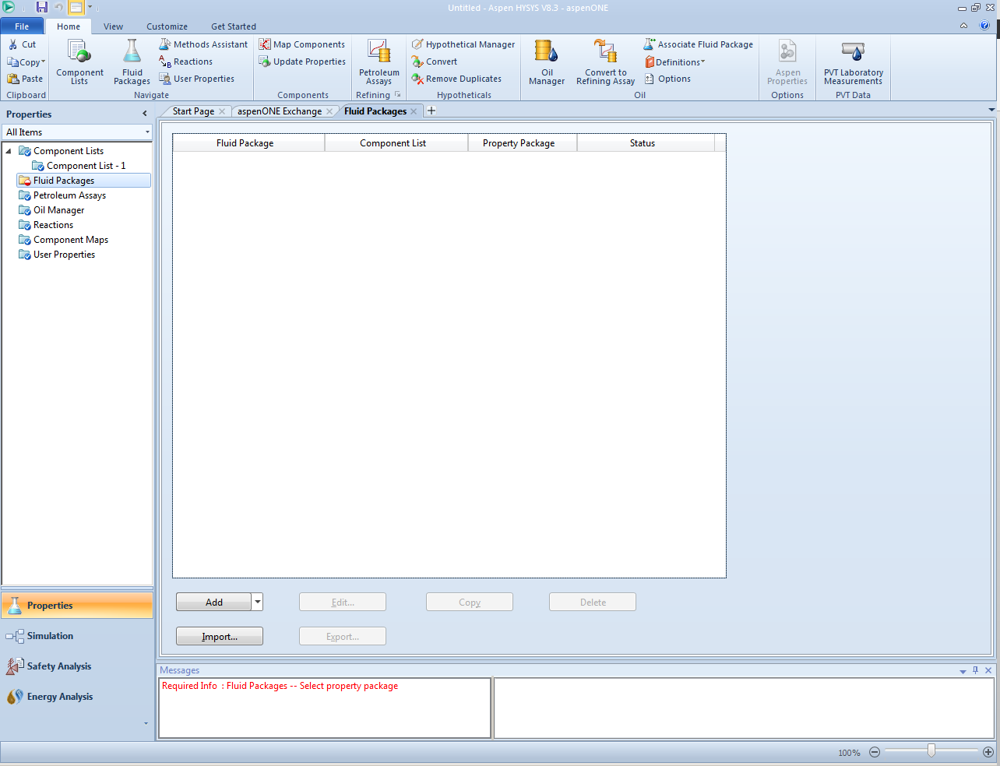 Untitled - Aspen HYSYS V8.3 - aspenONE
File Home View Customize Get Started
Cut
Copy
Paste
Clipboard
Component Lists
Fluid Packages
Methods Assistant
Reactions
User Properties
Navigate
Map Components
Update Properties
Components
Petroleum Assays
Refining
Hypothetical Manager
Convert
Remove Duplicates
Hypotheticals
Oil Manager
Convert to Refining Assay
Associate Fluid Package
Definitions
Options
Oil
Aspen Properties
Options
PVT Laboratory Measurements
PVT Data
Properties
All Items
Component Lists
Component List - 1
Fluid Packages
Petroleum Assays
Oil Manager
Reactions
Component Maps
User Properties
Properties
Simulation
Safety Analysis
Energy Analysis
Start Page aspenONE Exchange Fluid Packages
Fluid Package Component List Property Package Status
Add Edit... Copy Delete
Import... Export...
Messages
Required Info : Fluid Packages -- Select property package
100%